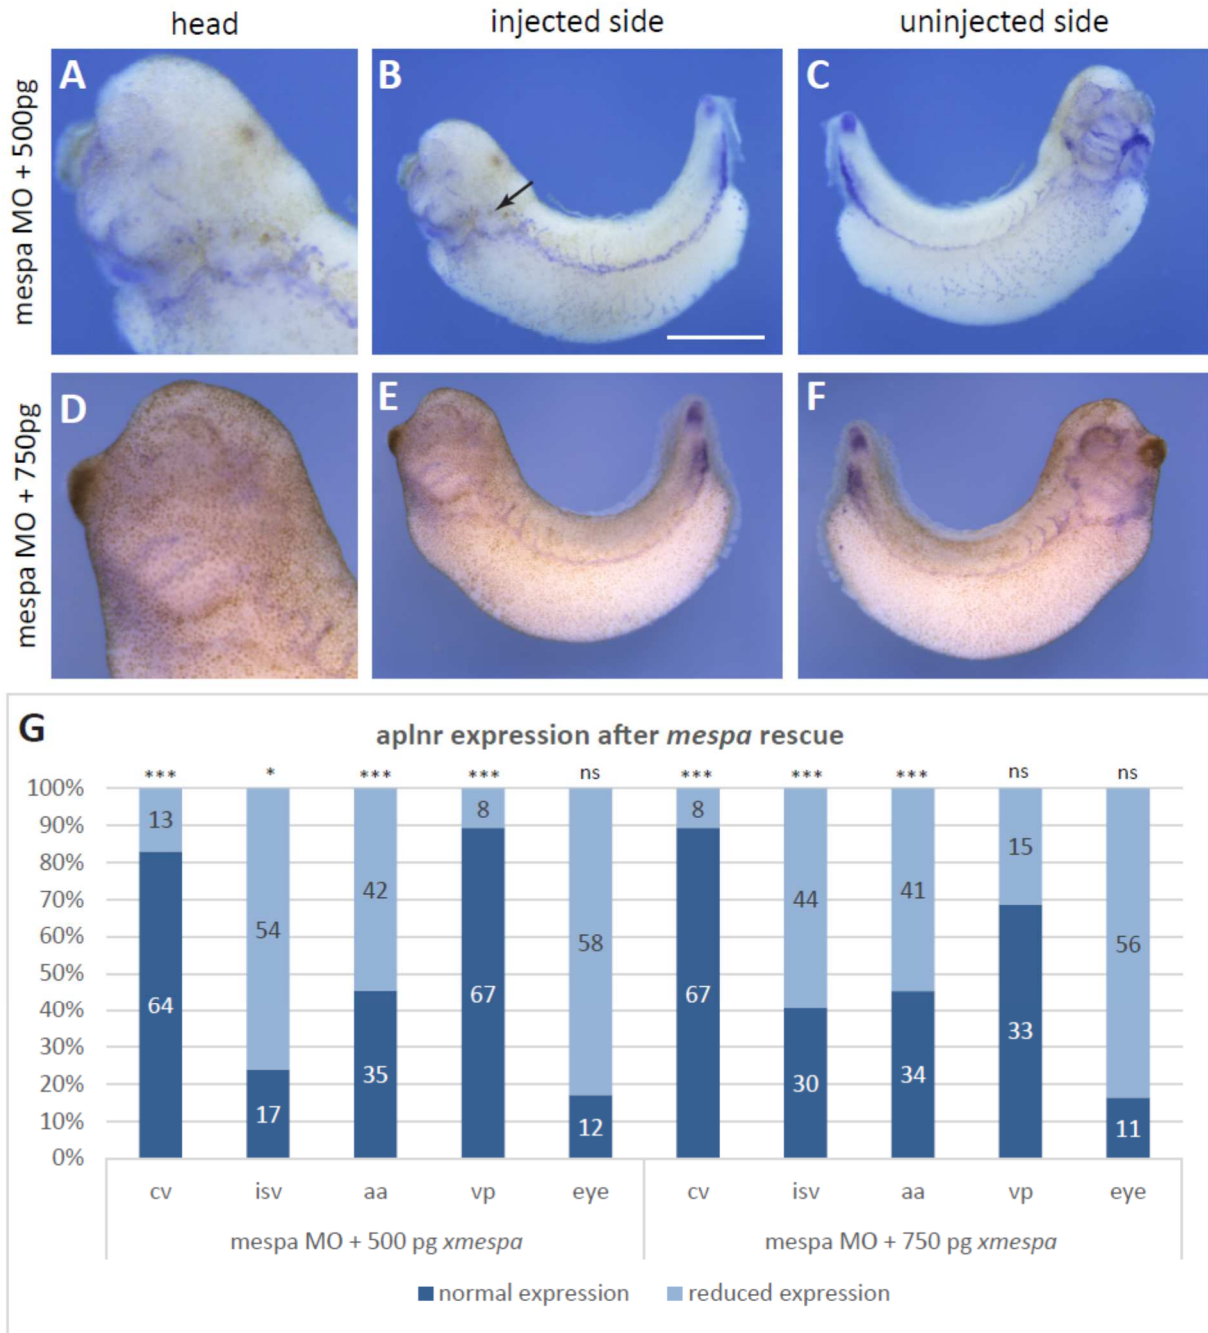 head injected side uninjected side
mespa MO + 500pg
A B C
mespa MO + 750pg
D E F
G
aplnr expression after mespa rescue
*** * *** *** ns *** *** *** ns ns
100%
90%
80%
70%
60%
50%
40%
30%
20%
10%
0%
13 54 42 8 58 8 44 41 15 56
64 17 35 67 12 67 30 34 33 11
cv isv aa vp eye cv isv aa vp eye
mespa MO + 500 pg xmespa mespa MO + 750 pg xmespa
normal expression reduced expression